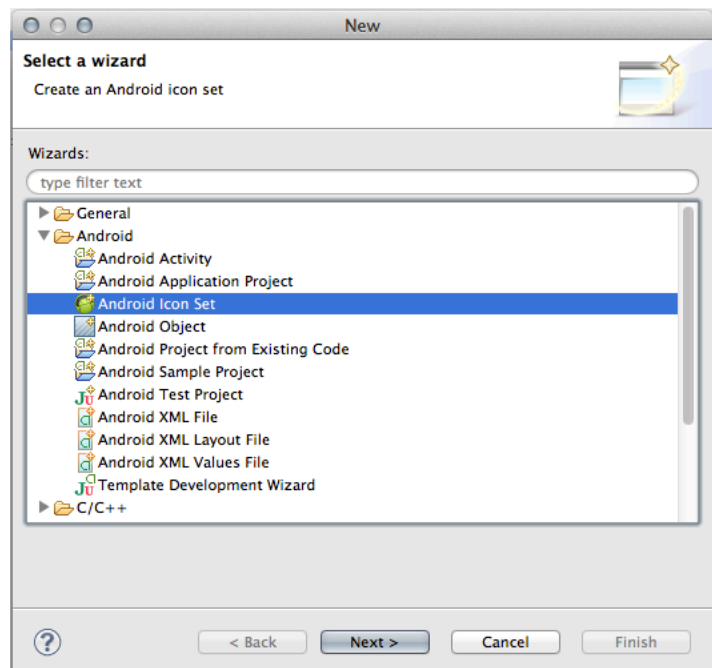 New
Select a wizard
Create an Android icon set
Wizards:
type filter text
General
Android
Android Activity
Android Application Project
Android Icon Set
Android Object
Android Project from Existing Code
Android Sample Project
Android Test Project
Android XML File
Android XML Layout File
Android XML Values File
Template Development Wizard
C/C++
? < Back Next > Cancel Finish